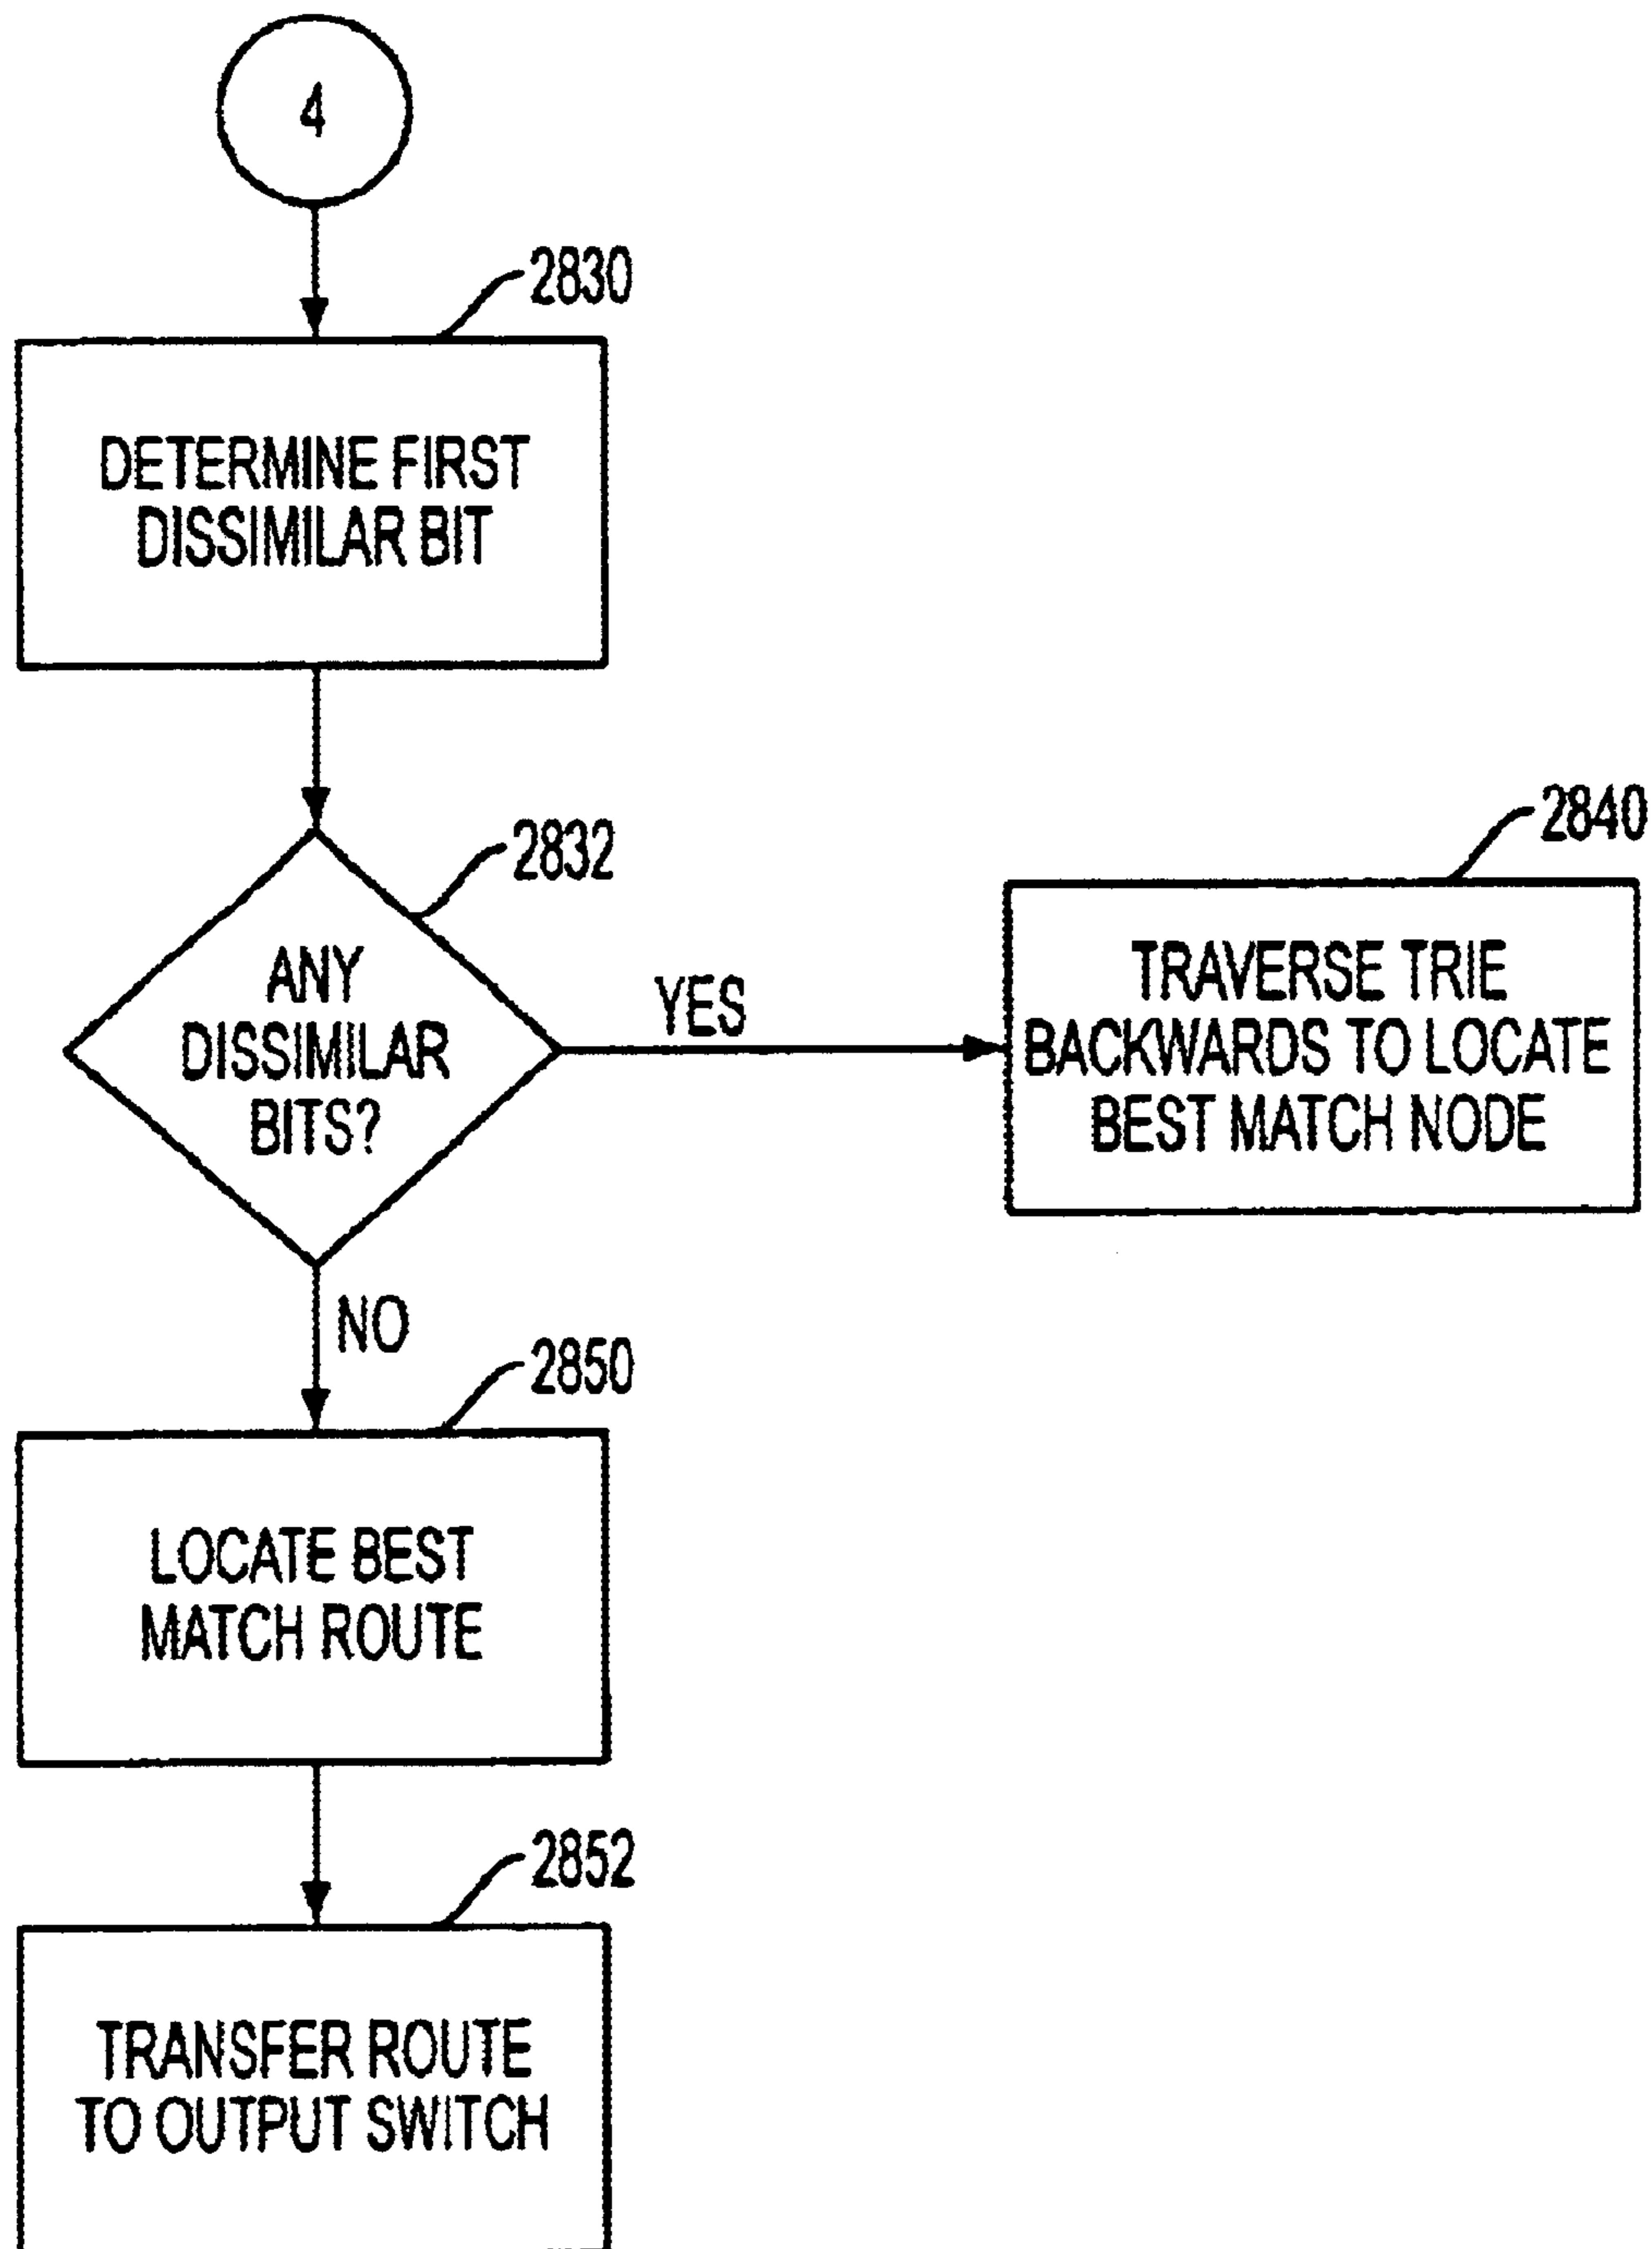 4
2830
DETERMINE FIRST
DISSIMILAR BIT
2832
ANY
DISSIMILAR
BITS?
YES
2840
TRAVERSE TRIE
BACKWARDS TO LOCATE
BEST MATCH NODE
NO
2850
LOCATE BEST
MATCH ROUTE
2852
TRANSFER ROUTE
TO OUTPUT SWITCH